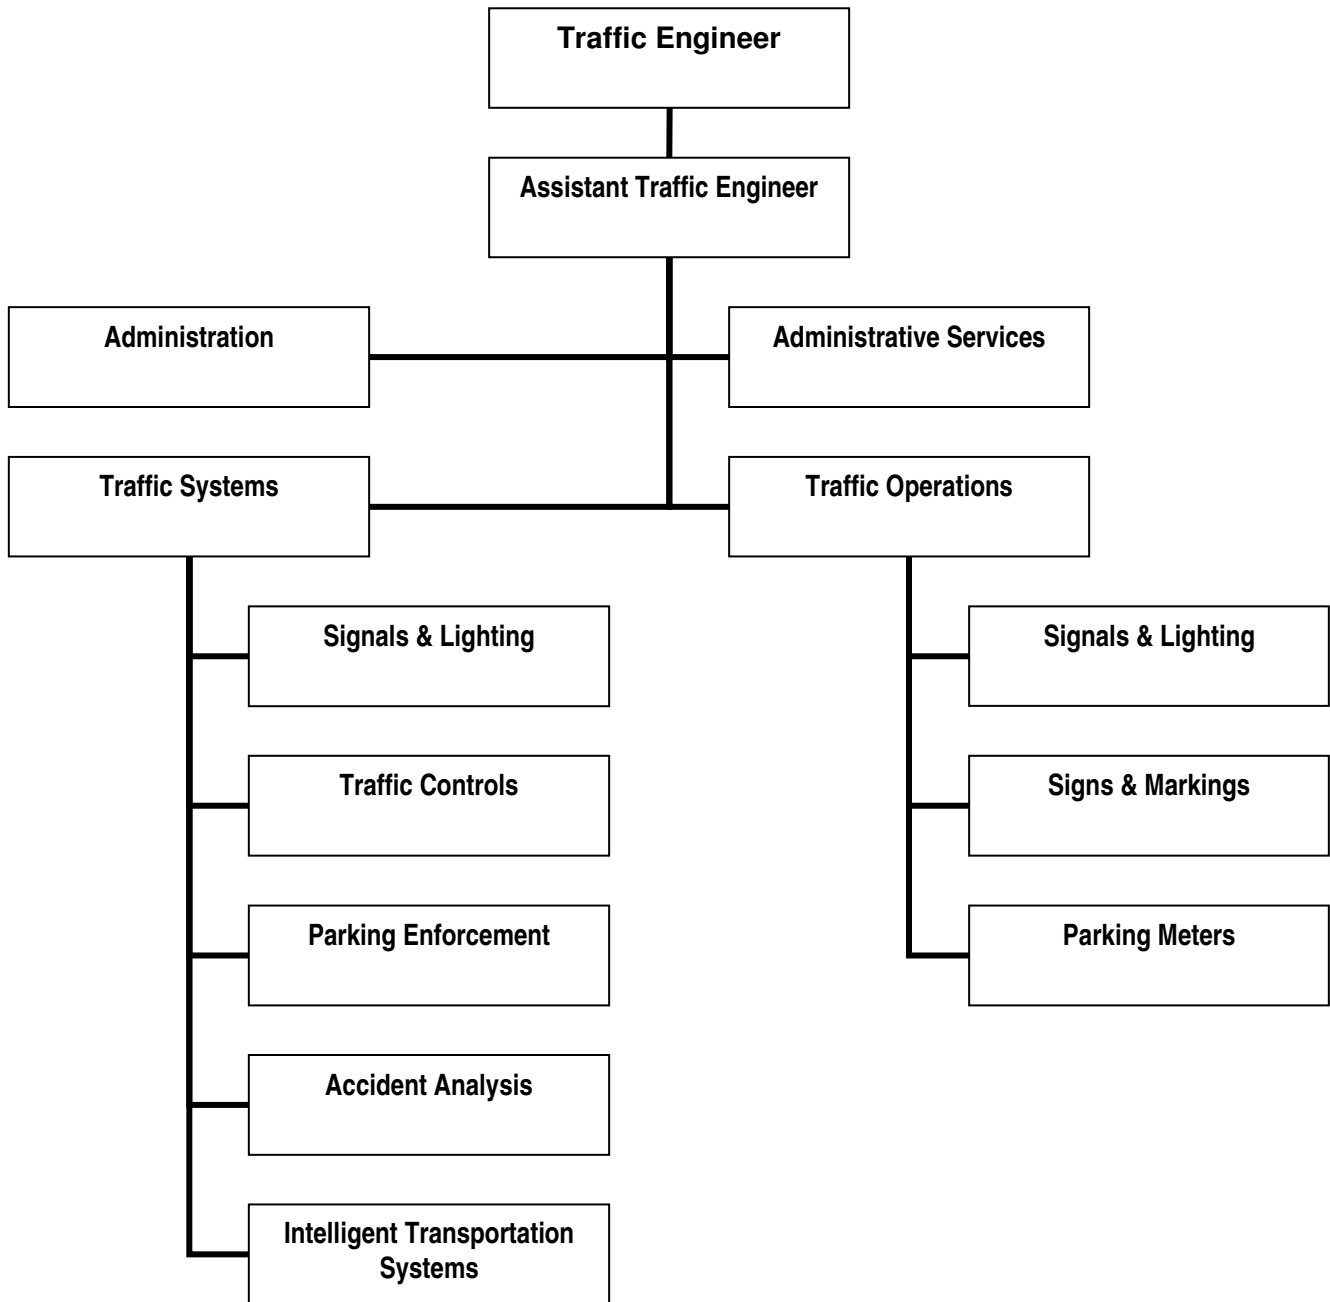 Traffic Engineer
Assistant Traffic Engineer
Administration
Administrative Services
Traffic Systems
Traffic Operations
Signals & Lighting
Signals & Lighting
Traffic Controls
Signs & Markings
Parking Enforcement
Parking Meters
Accident Analysis
Intelligent Transportation
Systems